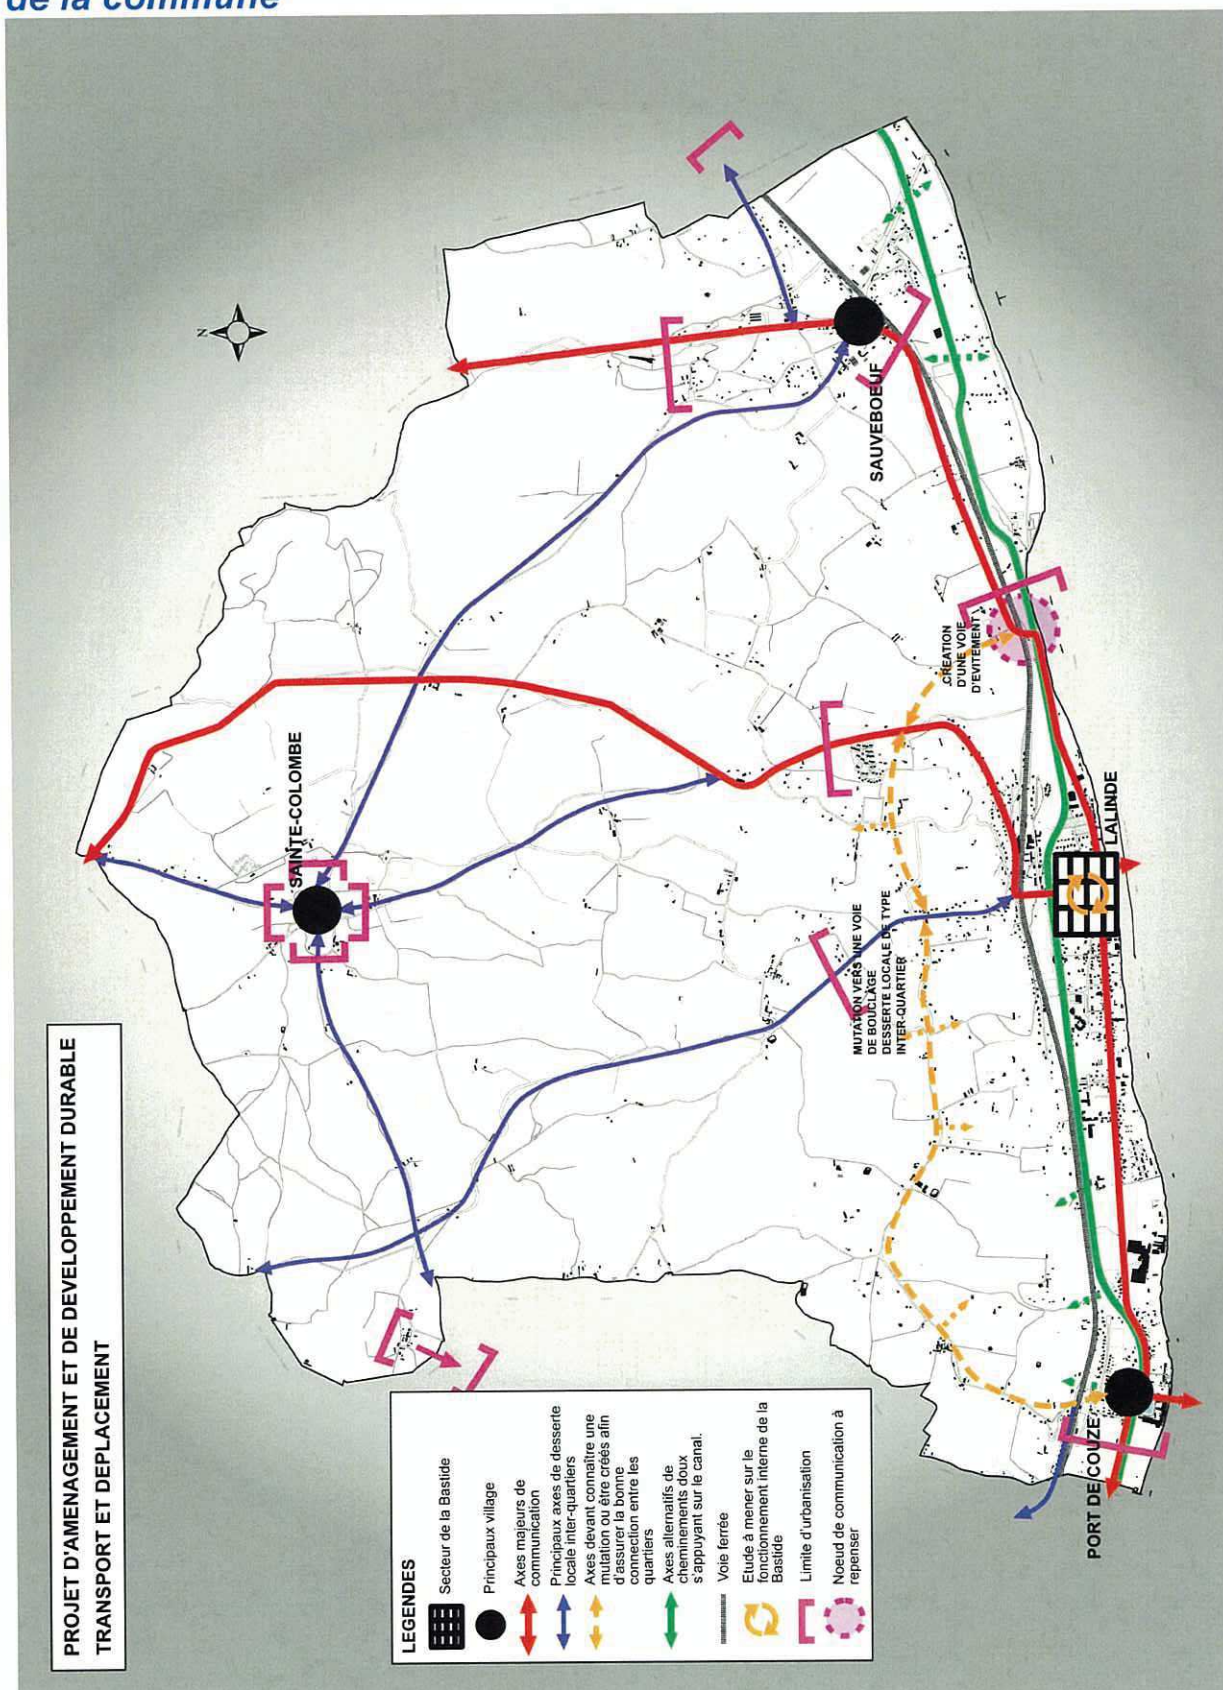 de la commune
PROJET D'AMENAGEMENT ET DE DEVELOPPEMENT DURABLE
TRANSPORT ET DEPLACEMENT
N
SAINTE-COLOMBE
SAUVEBOEUF
CREATION
D'UNE VOIE
D'EVITEMENT
MUTATION VERS UNE VOIE
DE BOUCLAGE
DESSERTE LOCALE DE TYPE
INTER-QUARTIER
LALINDE
PORT DE COUZE
LEGENDES
Secteur de la Bastide
Principaux village
Axes majeurs de
communication
Principaux axes de desserte
locale inter-quartiers
Axes devant connaître une
mutation ou être créés afin
d'assurer la bonne
connection entre les
quartiers
Axes alternatifs de
cheminements doux
s'appuyant sur le canal.
Voie ferrée
Etude à mener sur le
fonctionnement interne de la
Bastide
Limite d'urbanisation
Noeud de communication à
repenser